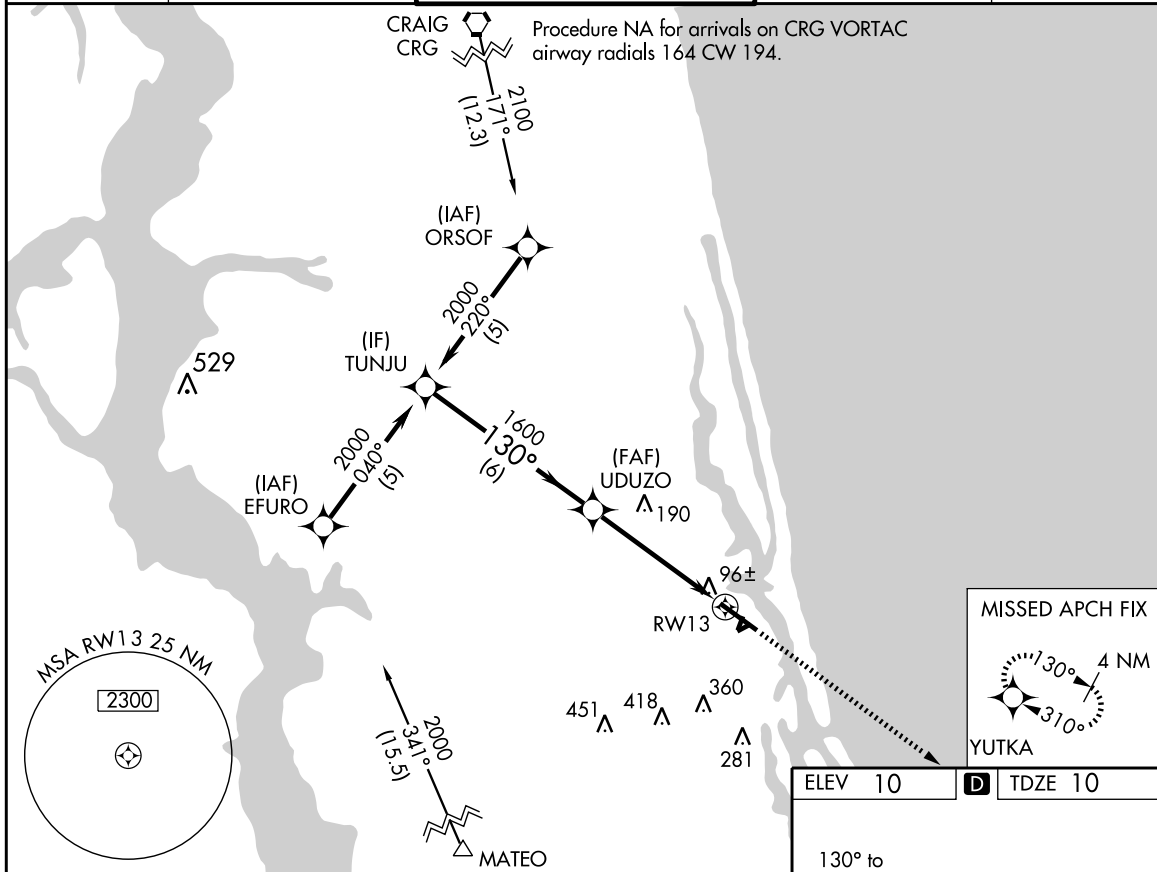 CRAIG
CRG
Procedure NA for arrivals on CRG VORTAC
airway radials 164 CW 194.
2100
171°
(12.3)
(IAF)
ORSOF
2000
220°
(5)
(IF)
TUNJU
529
1600
130°
(6)
2000
040°
(5)
(FAF)
UDUZO
190
(IAF)
EFURO
96±
RW13
MISSED APCH FIX
130°
4 NM
310°
YUTKA
MSA RW13 25 NM
2300
451
418
360
281
2000
341°
(15.5)
MATEO
ELEV 10
D
TDZE 10
130° to